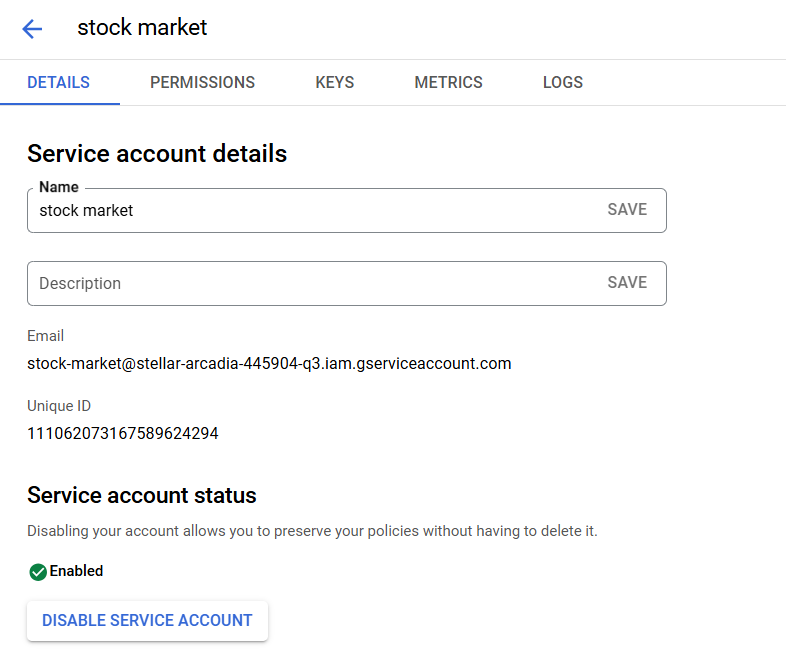 stock market
DETAILS PERMISSIONS KEYS METRICS LOGS
Service account details
Name
stock market SAVE
Description SAVE
Email
stock-market@stellar-arcadia-445904-q3.iam.gserviceaccount.com
Unique ID
111062073167589624294
Service account status
Disabling your account allows you to preserve your policies without having to delete it.
Enabled
DISABLE SERVICE ACCOUNT